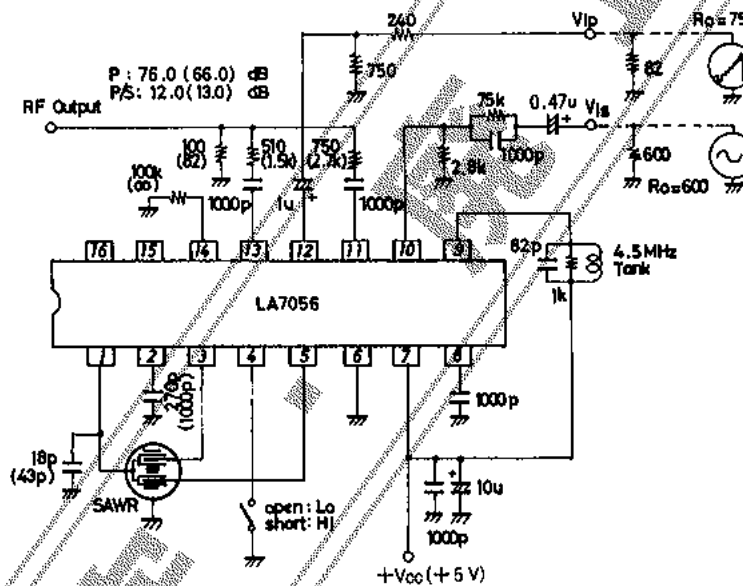 240
Vip
Ro=75
P : 76.0 (66.0) dB
P/S: 12.0 (13.0) dB
750
82
RF Output
75k
0.47u
+
Vis
100
(82)
510
(1.5k)
750
1000p
2.8k
600
Ro=600
100k
(∞)
1000p
1u
+
1000p
82p
4.5MHz
Tank
1k
16 15 14 13 12 11 10 9
LA7056
1 2 3 4 5 6 7 8
270p
(1000p)
1000p
18p
(43p)
SAWR
open: Lo
short: Hi
+
10u
1000p
+Vcc (+5V)